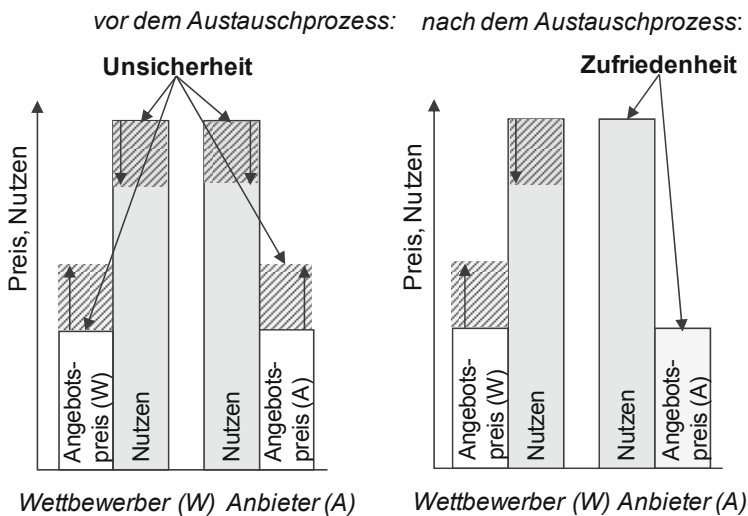 vor dem Austauschprozess:
nach dem Austauschprozess:
Unsicherheit
Preis, Nutzen
Angebots-
preis (W)
Nutzen
Nutzen
Angebots-
preis (A)
Wettbewerber (W) Anbieter (A)
Zufriedenheit
Preis, Nutzen
Angebots-
preis (W)
Nutzen
Nutzen
Angebots-
preis (A)
Wettbewerber (W) Anbieter (A)